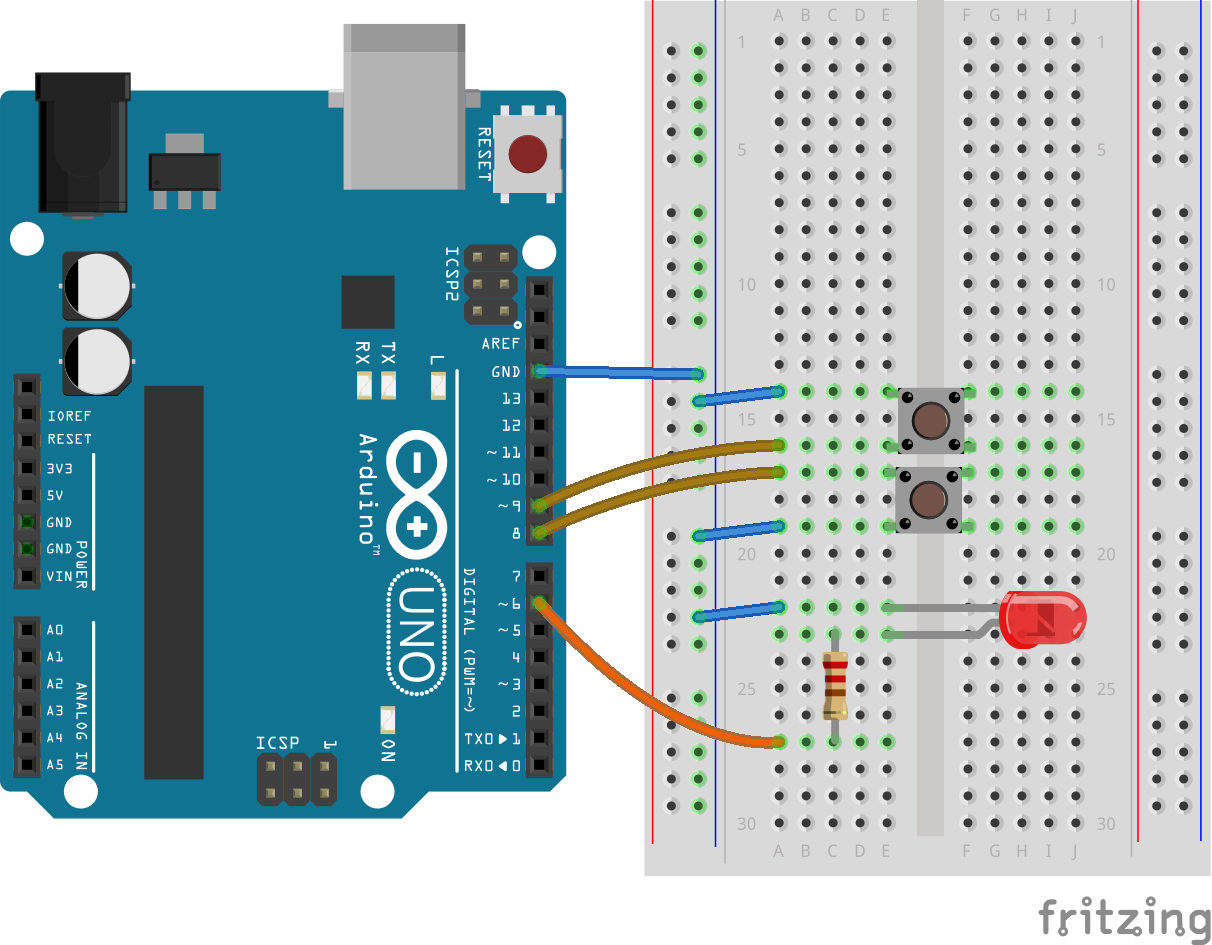 A B C D E F G H I J
1 1
5 5
10 10
15 15
20 20
25 25
30 30
A B C D E F G H I J
RESET
ICSP2
AREF
GND
13
12
~11
~10
~9
8
7
~6
~5
4
~3
2
TX0▶1
RX0◀0
RX
TX
L
IOREF
RESET
3V3
5V
GND
GND
VIN
POWER
A0
A1
A2
A3
A4
A5
ANALOG IN
Arduino™
UNO
DIGITAL (PWM=~)
ICSP
1
ON
fritzing